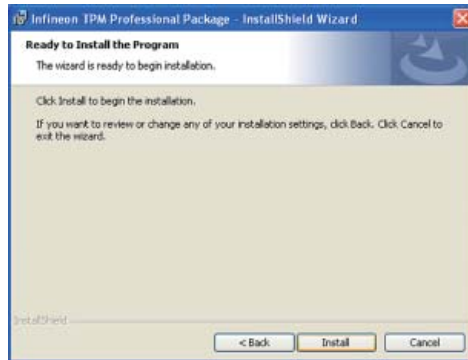 Infineon TPM Professional Package - InstallShield Wizard
Ready to Install the Program
The wizard is ready to begin installation.
Click Install to begin the installation.
If you want to review or change any of your installation settings, click Back. Click Cancel to
exit the wizard.
InstallShield
< Back
Install
Cancel